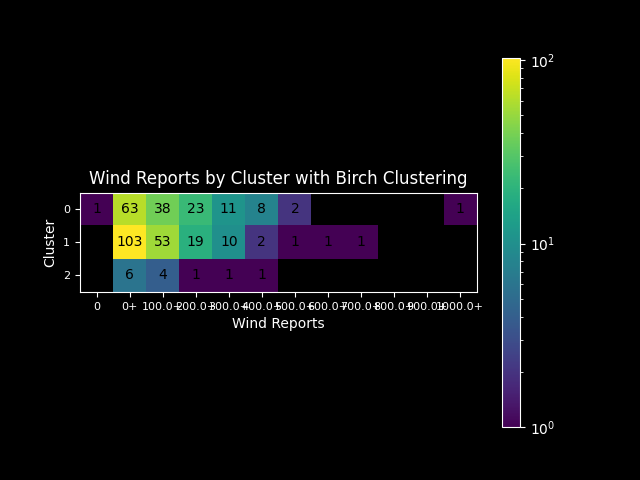 Wind Reports by Cluster with Birch Clustering
10²
0 1 63 38 23 11 8 2 1
Cluster 1 103 53 19 10 2 1 1 1
10¹
2 6 4 1 1 1
0 0+ 100.0+ 200.0+ 300.0+ 400.0+ 500.0+ 600.0+ 700.0+ 800.0+ 900.0+ 1000.0+
Wind Reports
10⁰